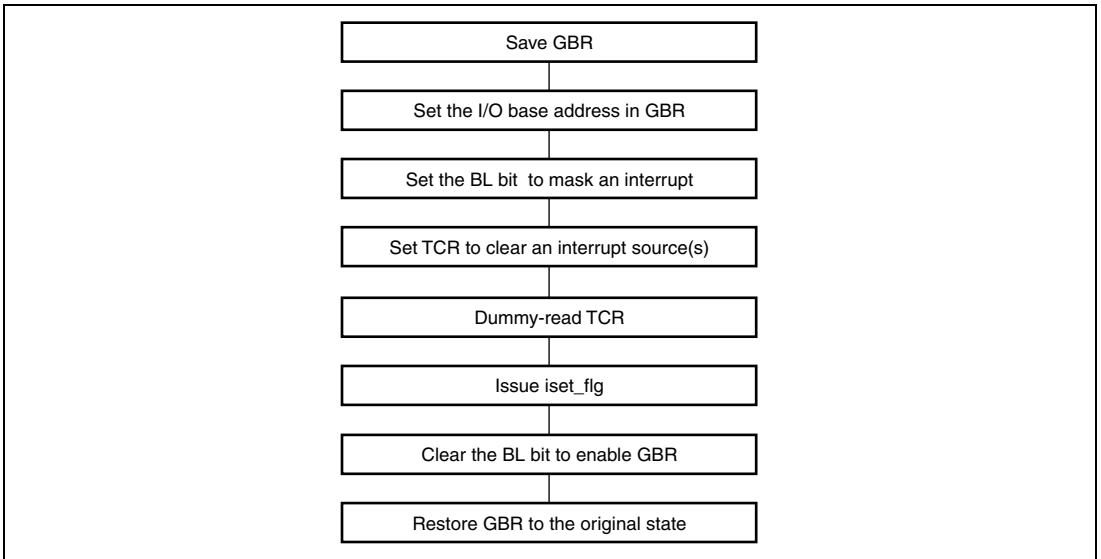 Save GBR
Set the I/O base address in GBR
Set the BL bit to mask an interrupt
Set TCR to clear an interrupt source(s)
Dummy-read TCR
Issue iset_flg
Clear the BL bit to enable GBR
Restore GBR to the original state